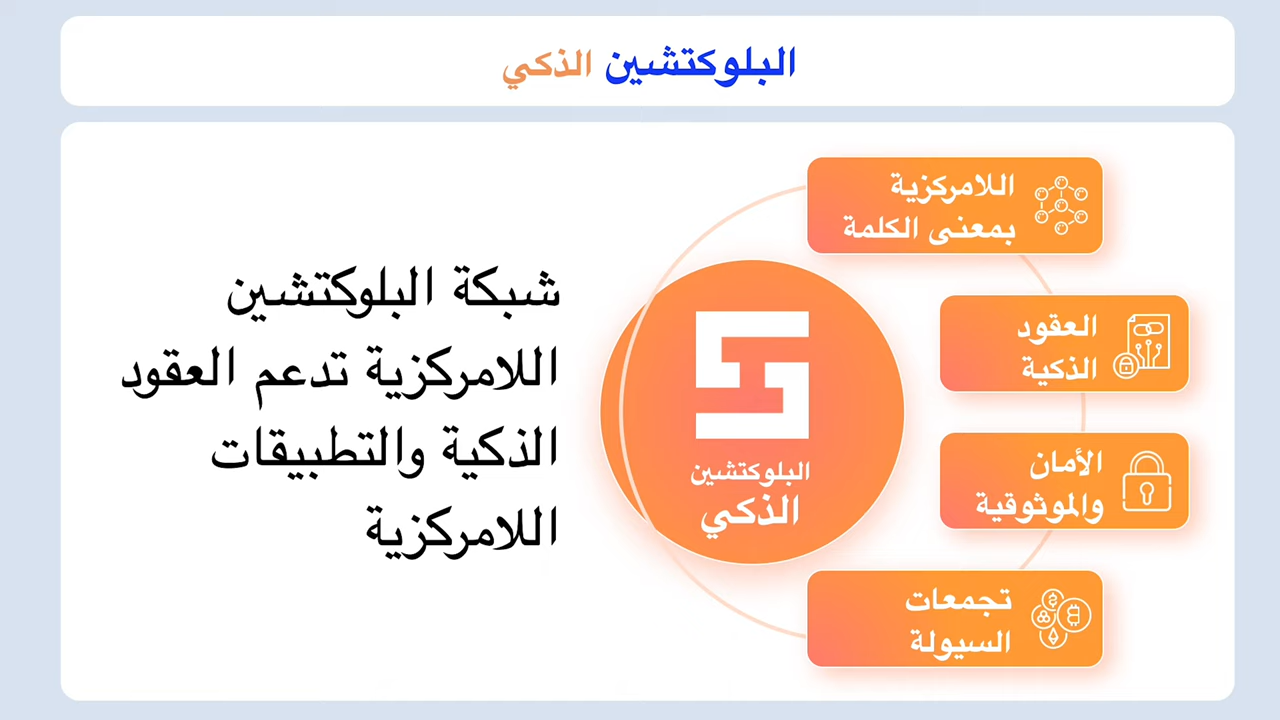 البلوكتشين الذكي
اللامركزية
بمعنى الكلمة
العقود
الذكية
الأمان
والموثوقية
تجمعات
السيولة
البلوكتشين
الذكي
شبكة البلوكتشين
اللامركزية تدعم العقود
الذكية والتطبيقات
اللامركزية